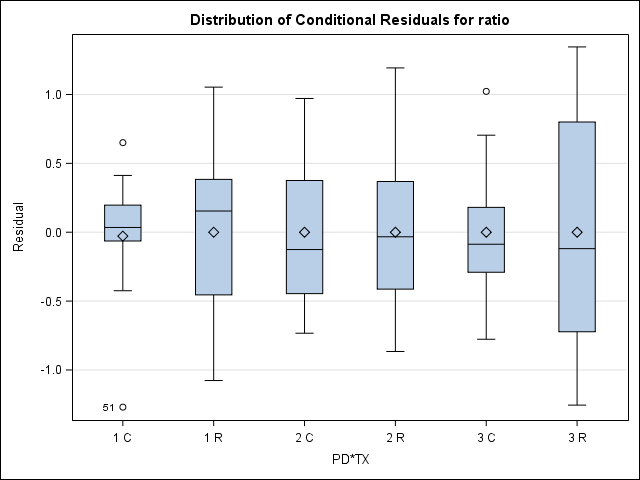 Distribution of Conditional Residuals for ratio
1.0
0.5
0.0
-0.5
-1.0
Residual
51
1 C 1 R 2 C 2 R 3 C 3 R
PD*TX